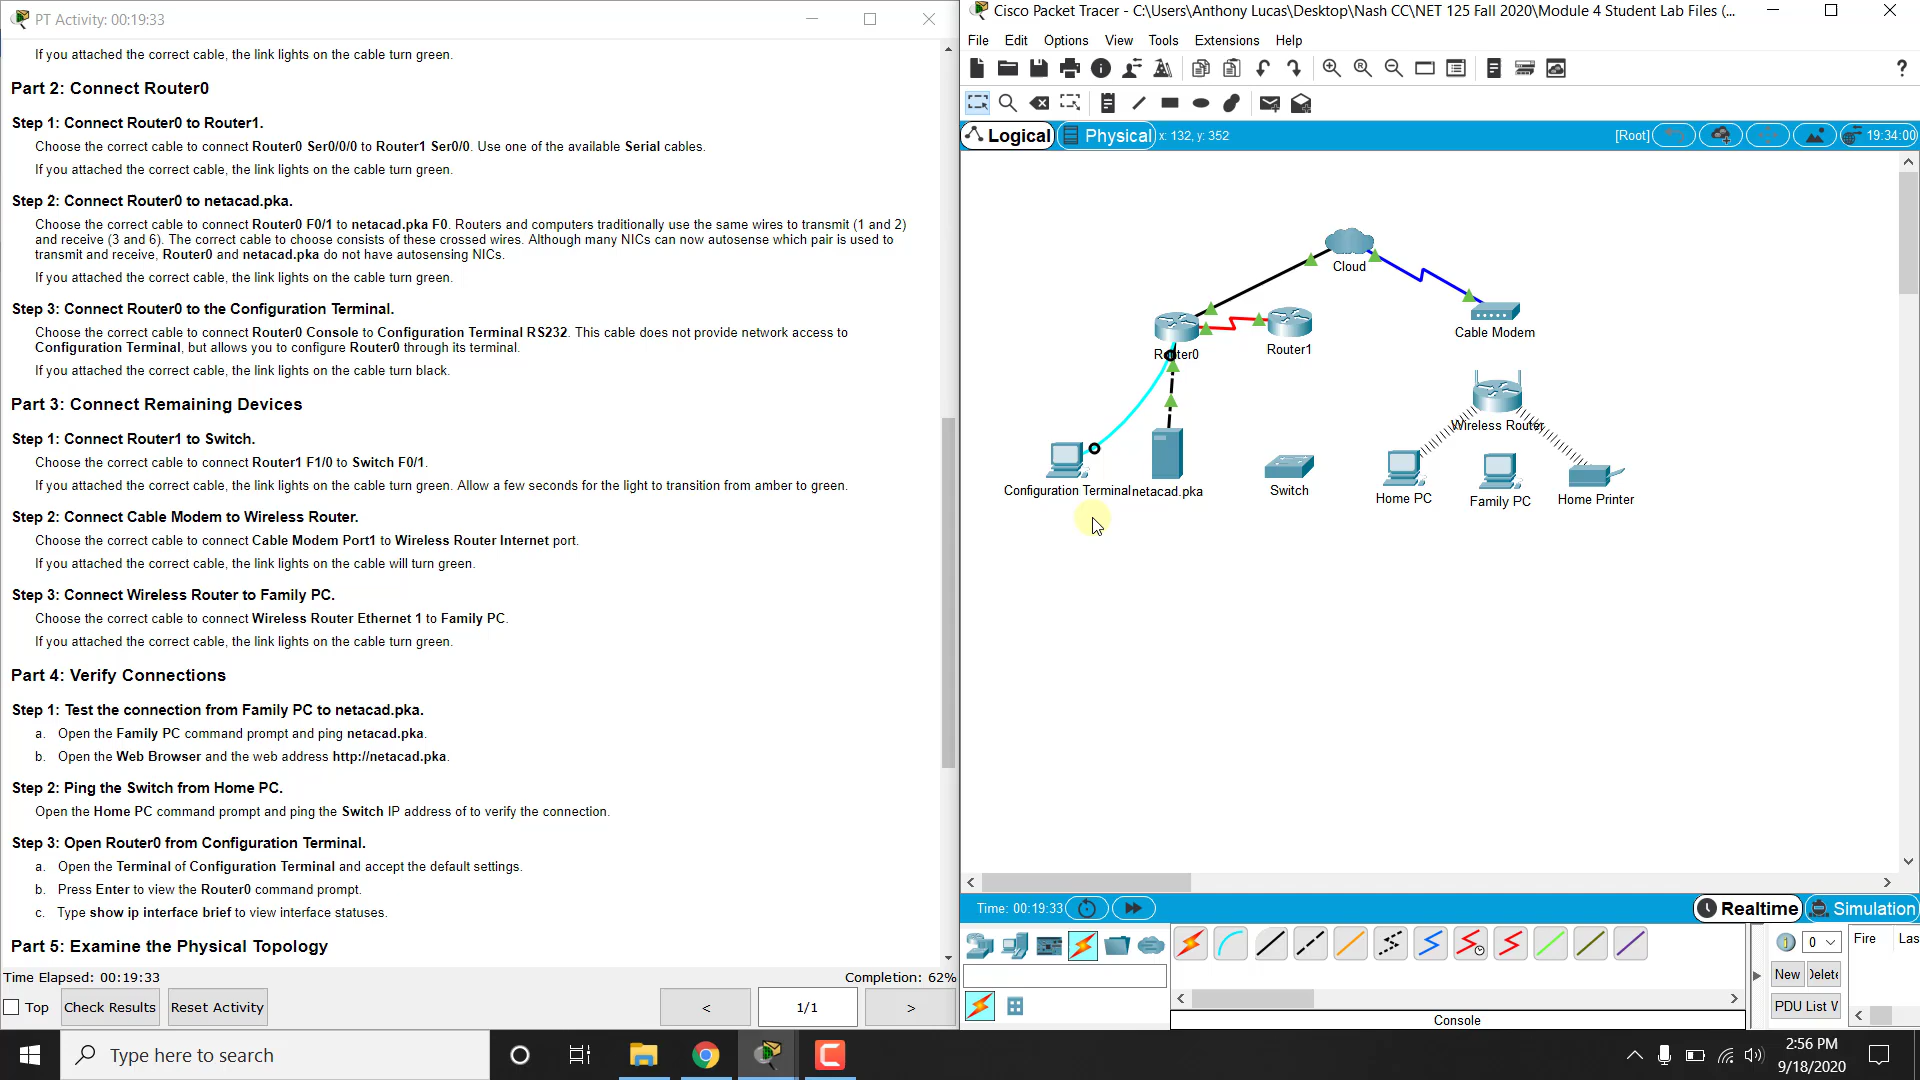 PT Activity: 00:19:33
If you attached the correct cable, the link lights on the cable turn green.
Part 2: Connect Router0
Step 1: Connect Router0 to Router1.
Choose the correct cable to connect Router0 Ser0/0/0 to Router1 Ser0/0. Use one of the available Serial cables.
If you attached the correct cable, the link lights on the cable turn green.
Step 2: Connect Router0 to netacad.pka.
Choose the correct cable to connect Router0 F0/1 to netacad.pka F0. Routers and computers traditionally use the same wires to transmit (1 and 2)
and receive (3 and 6). The correct cable to choose consists of these crossed wires. Although many NICs can now autosense which pair is used to
transmit and receive, Router0 and netacad.pka do not have autosensing NICs.
If you attached the correct cable, the link lights on the cable turn green.
Step 3: Connect Router0 to the Configuration Terminal.
Choose the correct cable to connect Router0 Console to Configuration Terminal RS232. This cable does not provide network access to
Configuration Terminal, but allows you to configure Router0 through its terminal.
If you attached the correct cable, the link lights on the cable turn black.
Part 3: Connect Remaining Devices
Step 1: Connect Router1 to Switch.
Choose the correct cable to connect Router1 F1/0 to Switch F0/1.
If you attached the correct cable, the link lights on the cable turn green. Allow a few seconds for the light to transition from amber to green.
Step 2: Connect Cable Modem to Wireless Router.
Choose the correct cable to connect Cable Modem Port1 to Wireless Router Internet port.
If you attached the correct cable, the link lights on the cable will turn green.
Step 3: Connect Wireless Router to Family PC.
Choose the correct cable to connect Wireless Router Ethernet 1 to Family PC.
If you attached the correct cable, the link lights on the cable turn green.
Part 4: Verify Connections
Step 1: Test the connection from Family PC to netacad.pka.
a. Open the Family PC command prompt and ping netacad.pka.
b. Open the Web Browser and the web address http://netacad.pka.
Step 2: Ping the Switch from Home PC.
Open the Home PC command prompt and ping the Switch IP address of to verify the connection.
Step 3: Open Router0 from Configuration Terminal.
a. Open the Terminal of Configuration Terminal and accept the default settings.
b. Press Enter to view the Router0 command prompt.
c. Type show ip interface brief to view interface statuses.
Part 5: Examine the Physical Topology
Time Elapsed: 00:19:33 Completion: 62%
Top Check Results Reset Activity < 1/1 >
Cisco Packet Tracer - C:\Users\Anthony Lucas\Desktop\Nash CC\NET 125 Fall 2020\Module 4 Student Lab Files (...
File Edit Options View Tools Extensions Help
?
Logical Physical x: 132, y: 352 [Root] 19:34:00
Cloud
Cable Modem
Router0
Router1
Wireless Router
Configuration Terminal
netacad.pka
Switch
Home PC
Family PC
Home Printer
Time: 00:19:33 Realtime Simulation
0 Fire Las
New Delete
PDU List V
Console
Type here to search
2:56 PM
9/18/2020